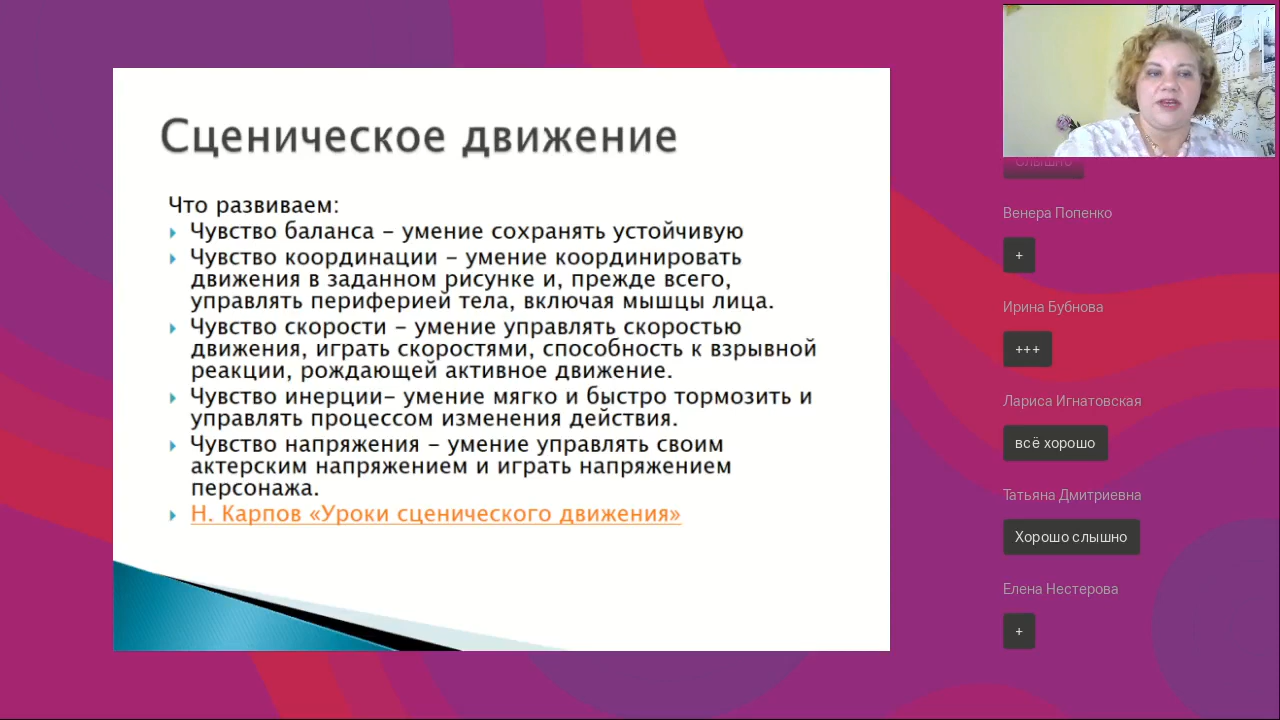 Сценическое движение
Что развиваем:
Чувство баланса – умение сохранять устойчивую
Чувство координации – умение координировать
движения в заданном рисунке и, прежде всего,
управлять периферией тела, включая мышцы лица.
Чувство скорости – умение управлять скоростью
движения, играть скоростями, способность к взрывной
реакции, рождающей активное движение.
Чувство инерции– умение мягко и быстро тормозить и
управлять процессом изменения действия.
Чувство напряжения – умение управлять своим
актерским напряжением и играть напряжением
персонажа.
Н. Карпов «Уроки сценического движения»
Слышно
Венера Попенко
+
Ирина Бубнова
+++
Лариса Игнатовская
всё хорошо
Татьяна Дмитриевна
Хорошо слышно
Елена Нестерова
+